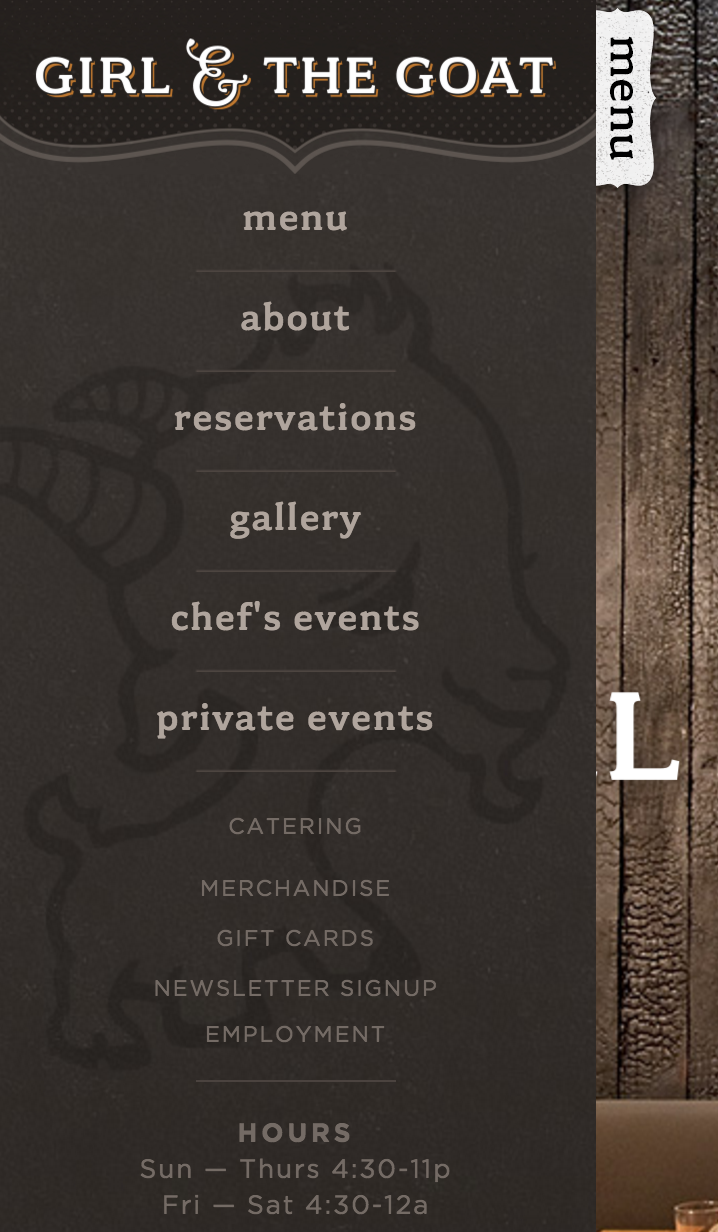 GIRL & THE GOAT
menu
menu
about
reservations
gallery
chef's events
private events
L
CATERING
MERCHANDISE
GIFT CARDS
NEWSLETTER SIGNUP
EMPLOYMENT
HOURS
Sun — Thurs 4:30-11p
Fri — Sat 4:30-12a